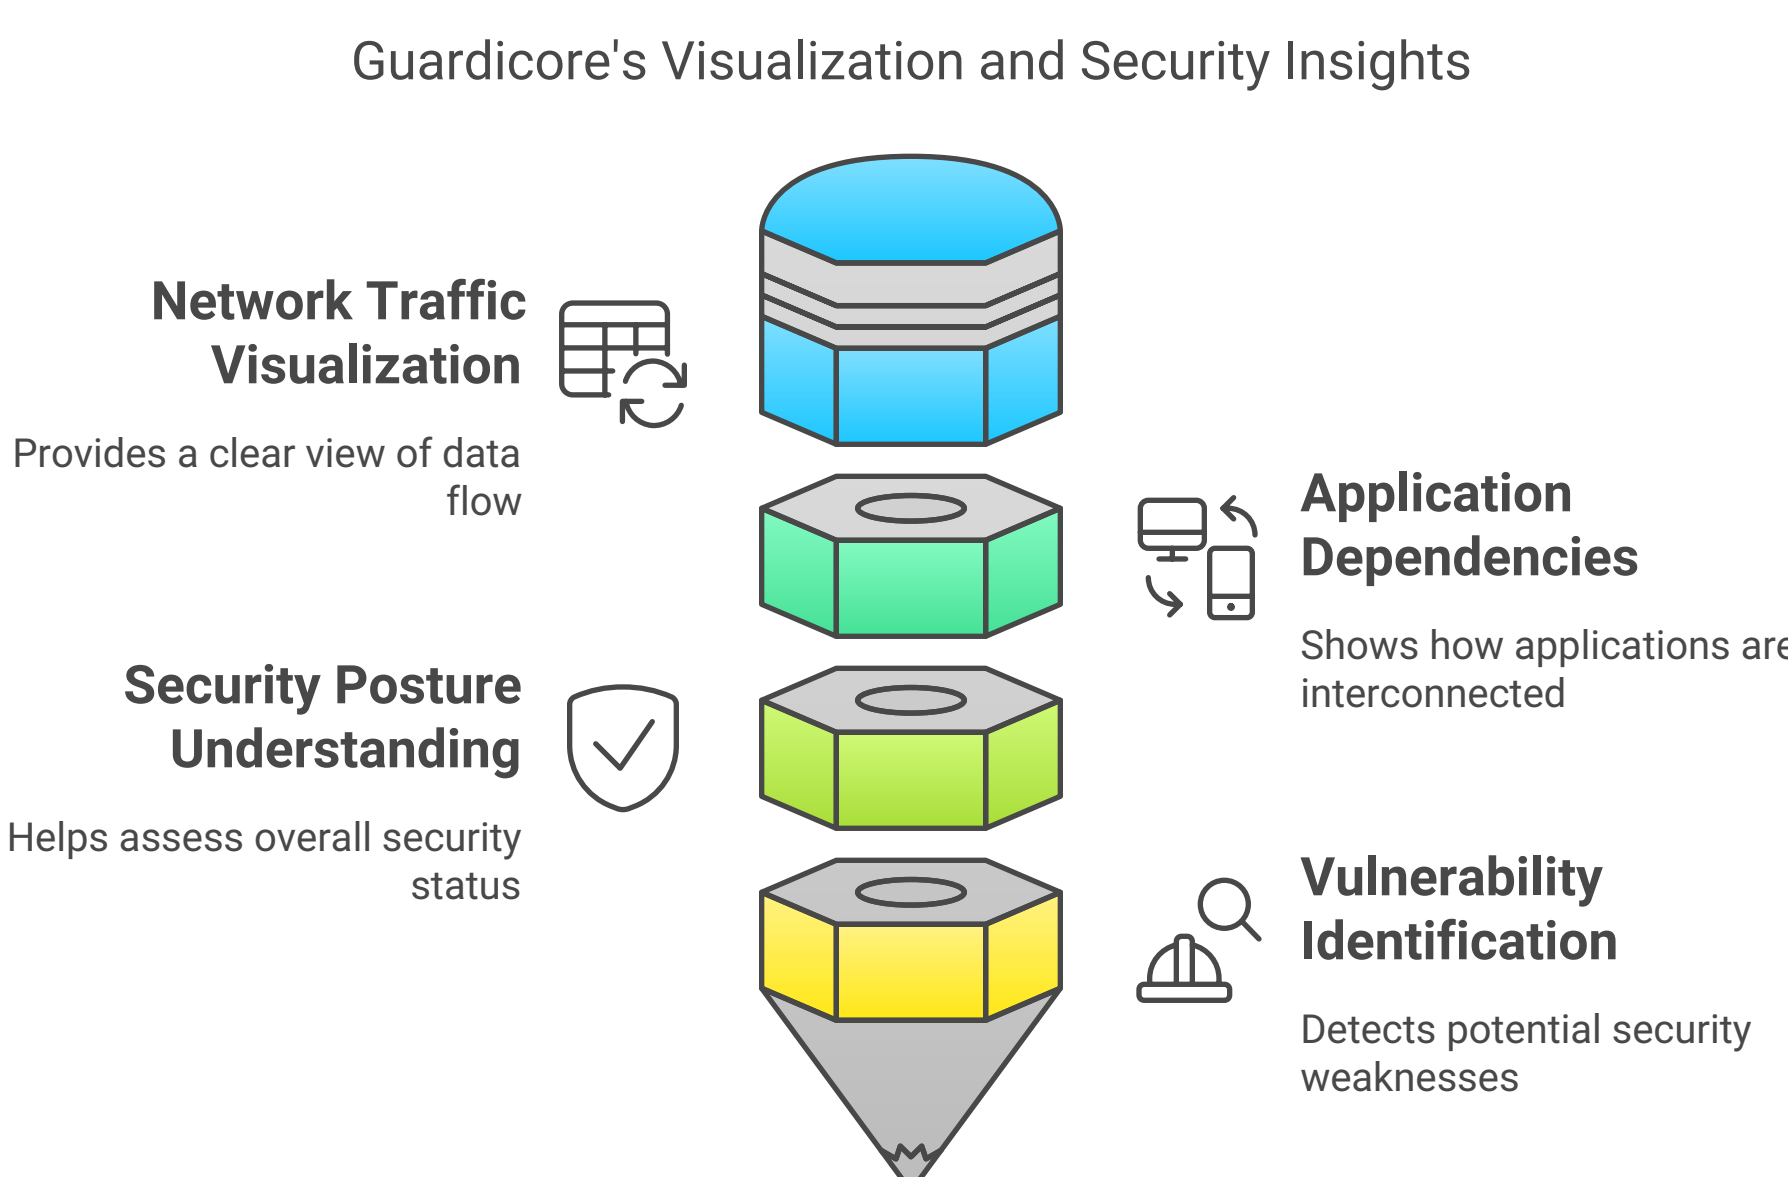 Guardicore's Visualization and Security Insights
Network Traffic
Visualization
Provides a clear view of data
flow
Application
Dependencies
Shows how applications are
interconnected
Security Posture
Understanding
Helps assess overall security
status
Vulnerability
Identification
Detects potential security
weaknesses